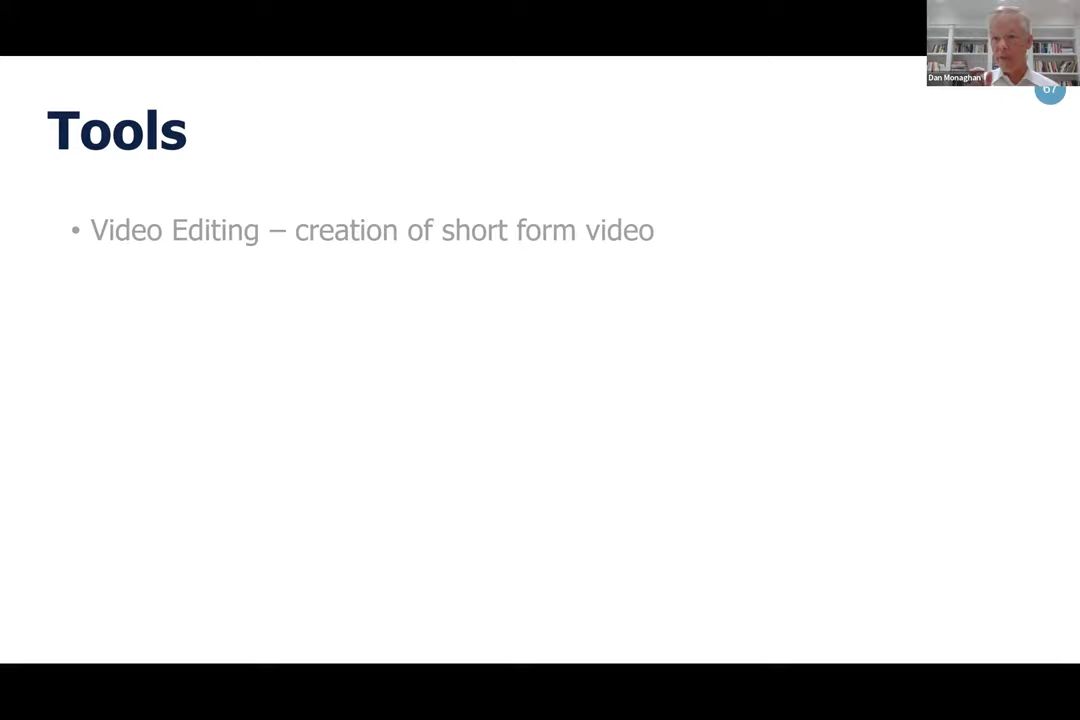 Dan Monaghan
67
Tools
• Video Editing – creation of short form video